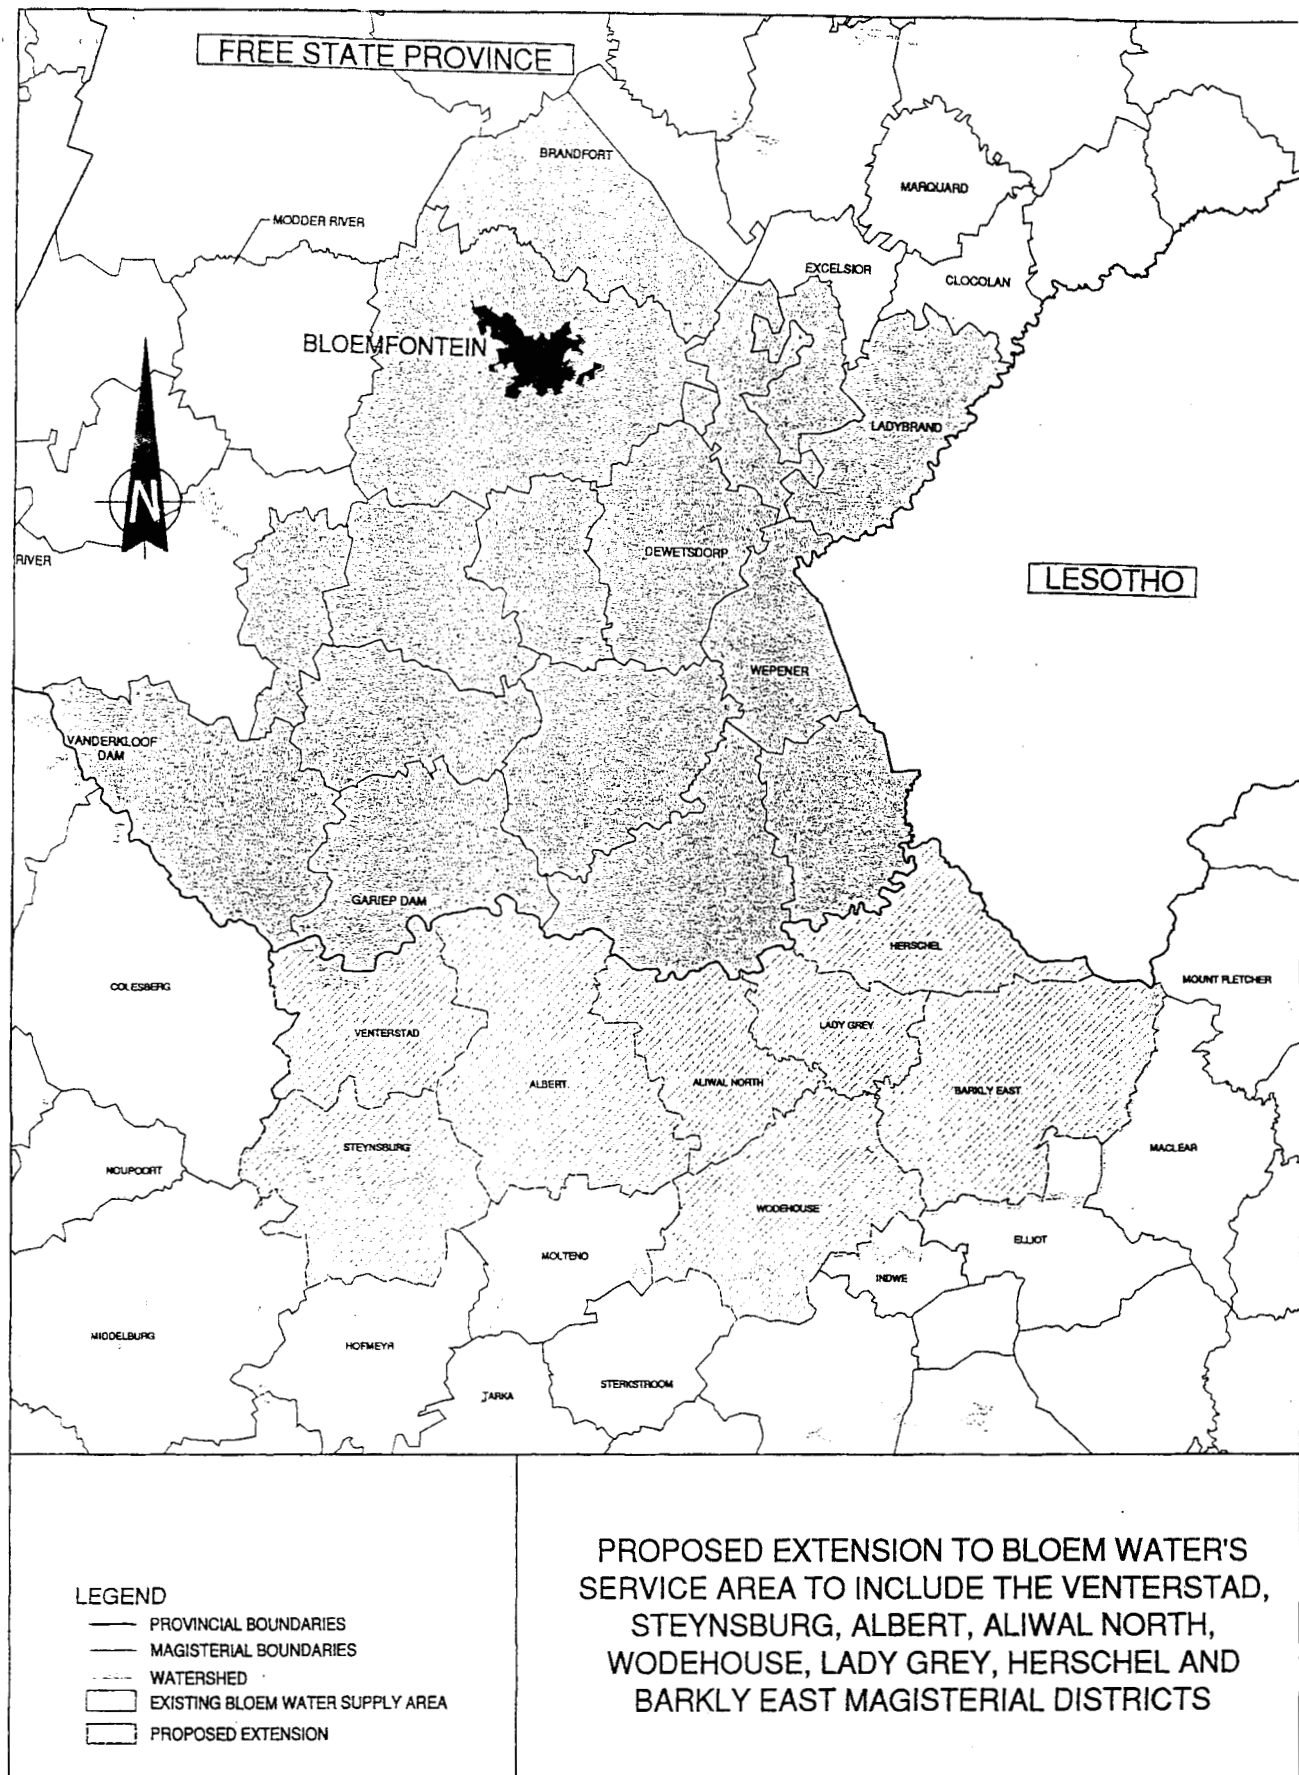 FREE STATE PROVINCE
BRANDFORT
MARQUARD
MODDER RIVER
EXCELSIOR
CLOCOLAN
BLOEMFONTEIN
LADYBRAND
N
DEWETSDORP
RIVER
LESOTHO
WEPENER
VANDERKLOOF
DAM
GARIEP DAM
HERSCHEL
MOUNT FLETCHER
COLESBERG
VENTERSTAD
LADY GREY
ALBERT
ALIWAL NORTH
BARKLY EAST
STEYNSBURG
MACLEAR
NOUPOORT
WODEHOUSE
ELLIOT
MOLTENO
INDWE
MIDDELBURG
HOFMEYR
STERKSTROOM
TARKA
LEGEND
PROVINCIAL BOUNDARIES
MAGISTERIAL BOUNDARIES
WATERSHED
EXISTING BLOEM WATER SUPPLY AREA
PROPOSED EXTENSION
PROPOSED EXTENSION TO BLOEM WATER'S
SERVICE AREA TO INCLUDE THE VENTERSTAD,
STEYNSBURG, ALBERT, ALIWAL NORTH,
WODEHOUSE, LADY GREY, HERSCHEL AND
BARKLY EAST MAGISTERIAL DISTRICTS